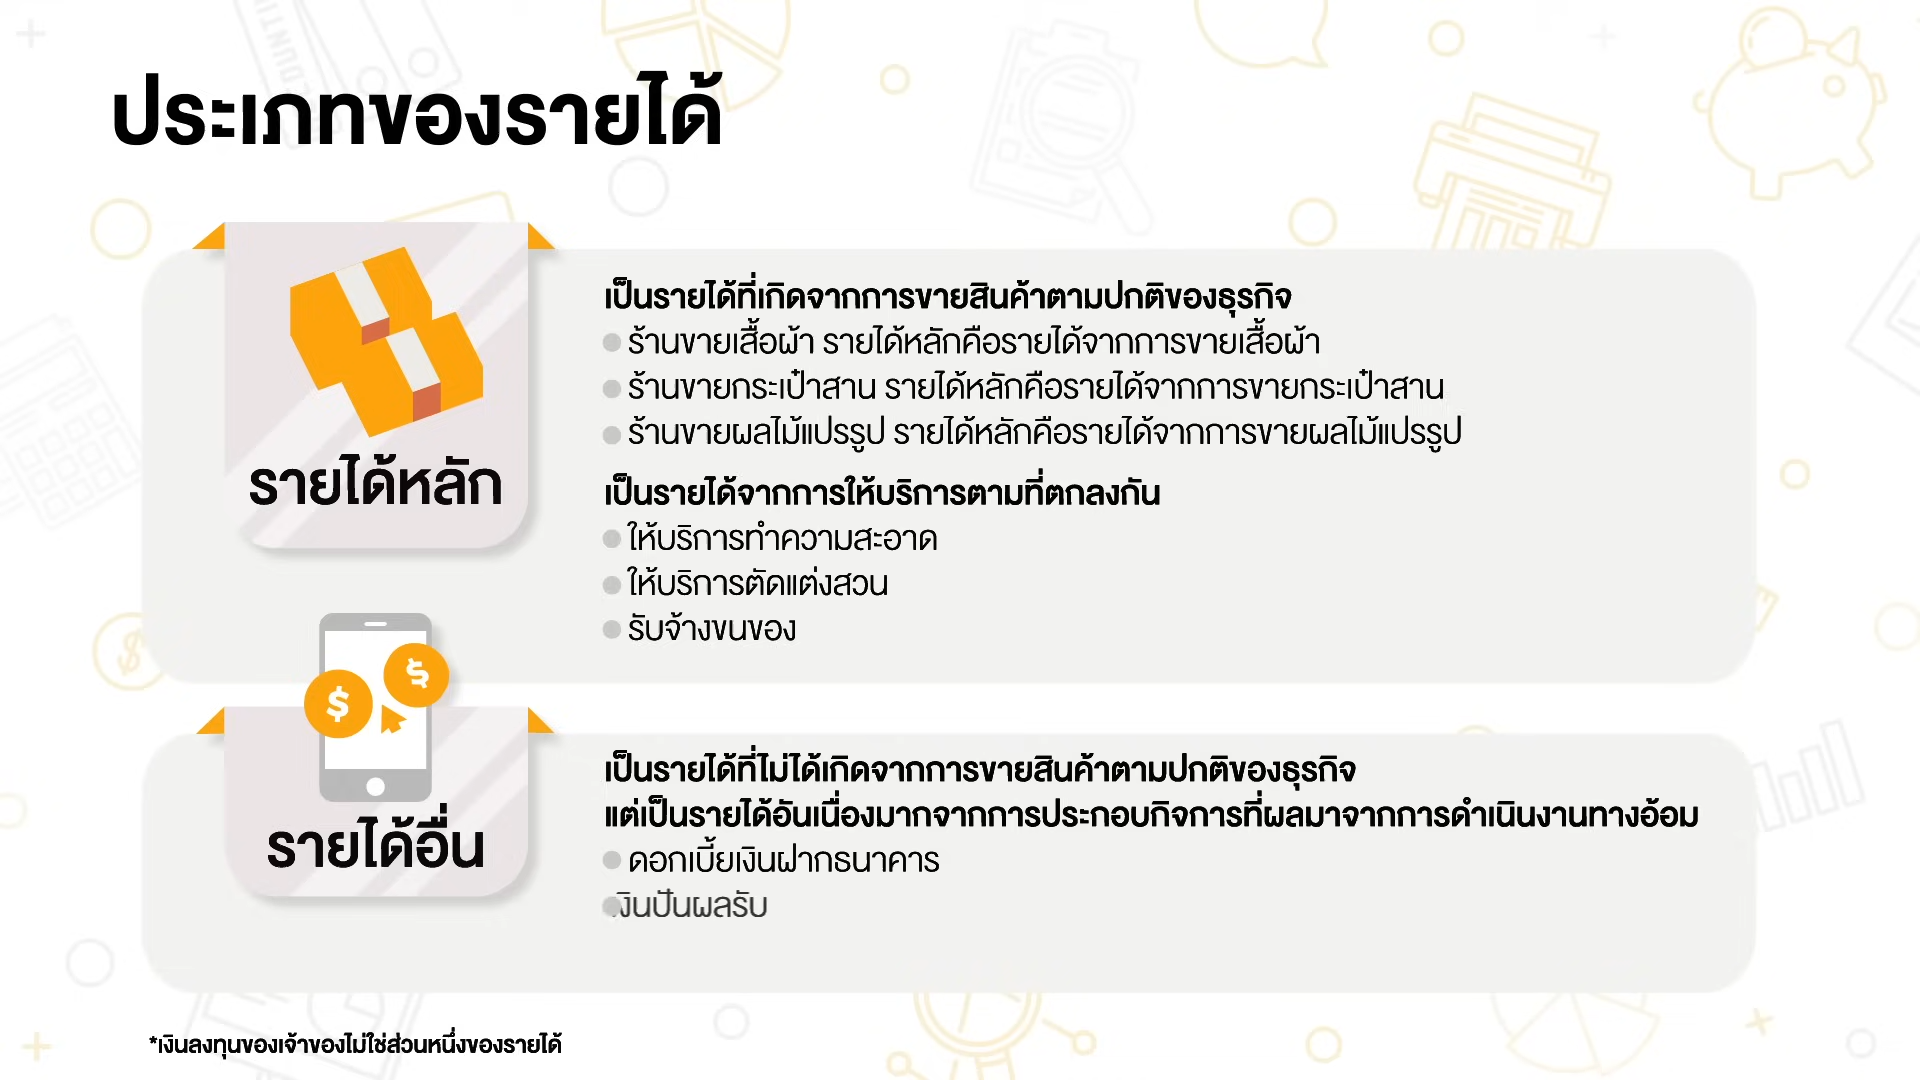 ประเภทของรายได้
รายได้หลัก
เป็นรายได้ที่เกิดจากการขายสินค้าตามปกติของธุรกิจ
ร้านขายเสื้อผ้า รายได้หลักคือรายได้จากการขายเสื้อผ้า
ร้านขายกระเป๋าสาน รายได้หลักคือรายได้จากการขายกระเป๋าสาน
ร้านขายผลไม้แปรรูป รายได้หลักคือรายได้จากการขายผลไม้แปรรูป
เป็นรายได้จากการให้บริการตามที่ตกลงกัน
ให้บริการทำความสะอาด
ให้บริการตัดแต่งสวน
รับจ้างขนของ
รายได้อื่น
เป็นรายได้ที่ไม่ได้เกิดจากการขายสินค้าตามปกติของธุรกิจ
แต่เป็นรายได้อันเนื่องมากจากการประกอบกิจการที่ผลมาจากการดำเนินงานทางอ้อม
ดอกเบี้ยเงินฝากธนาคาร
เงินปันผลรับ
*เงินลงทุนของเจ้าของไม่ใช่ส่วนหนึ่งของรายได้